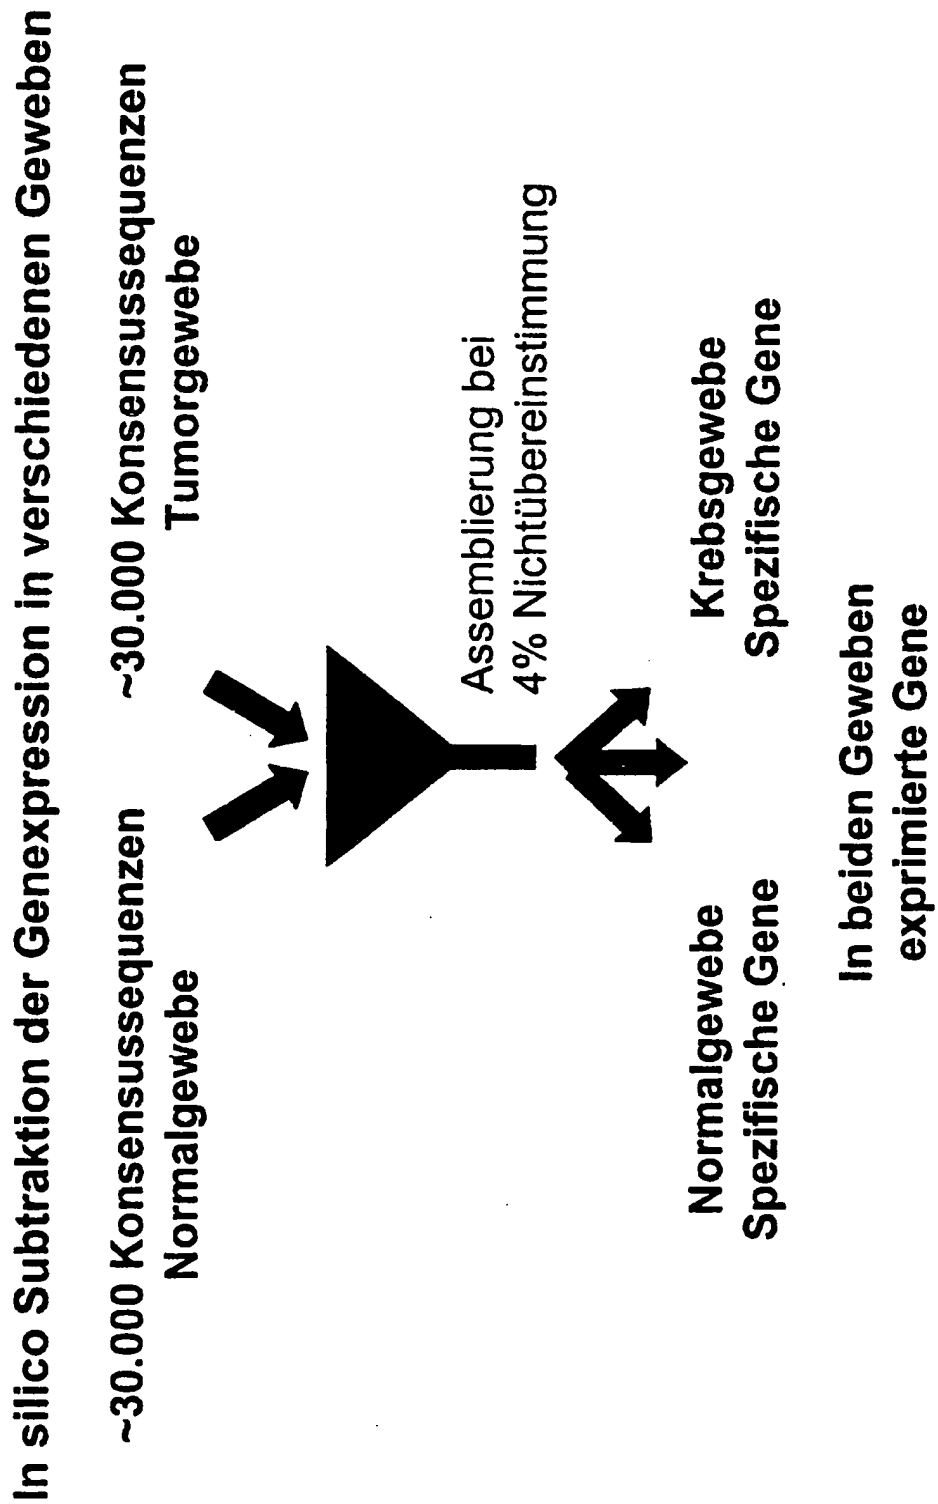 In silico Subtraktion der Genexpression in verschiedenen Geweben
~30.000 Konsensussequenzen
Normalgewebe
~30.000 Konsensussequenzen
Tumorgewebe
Assemblierung bei
4% Nichtübereinstimmung
Normalgewebe
Spezifische Gene
Krebsgewebe
Spezifische Gene
In beiden Geweben
exprimierte Gene